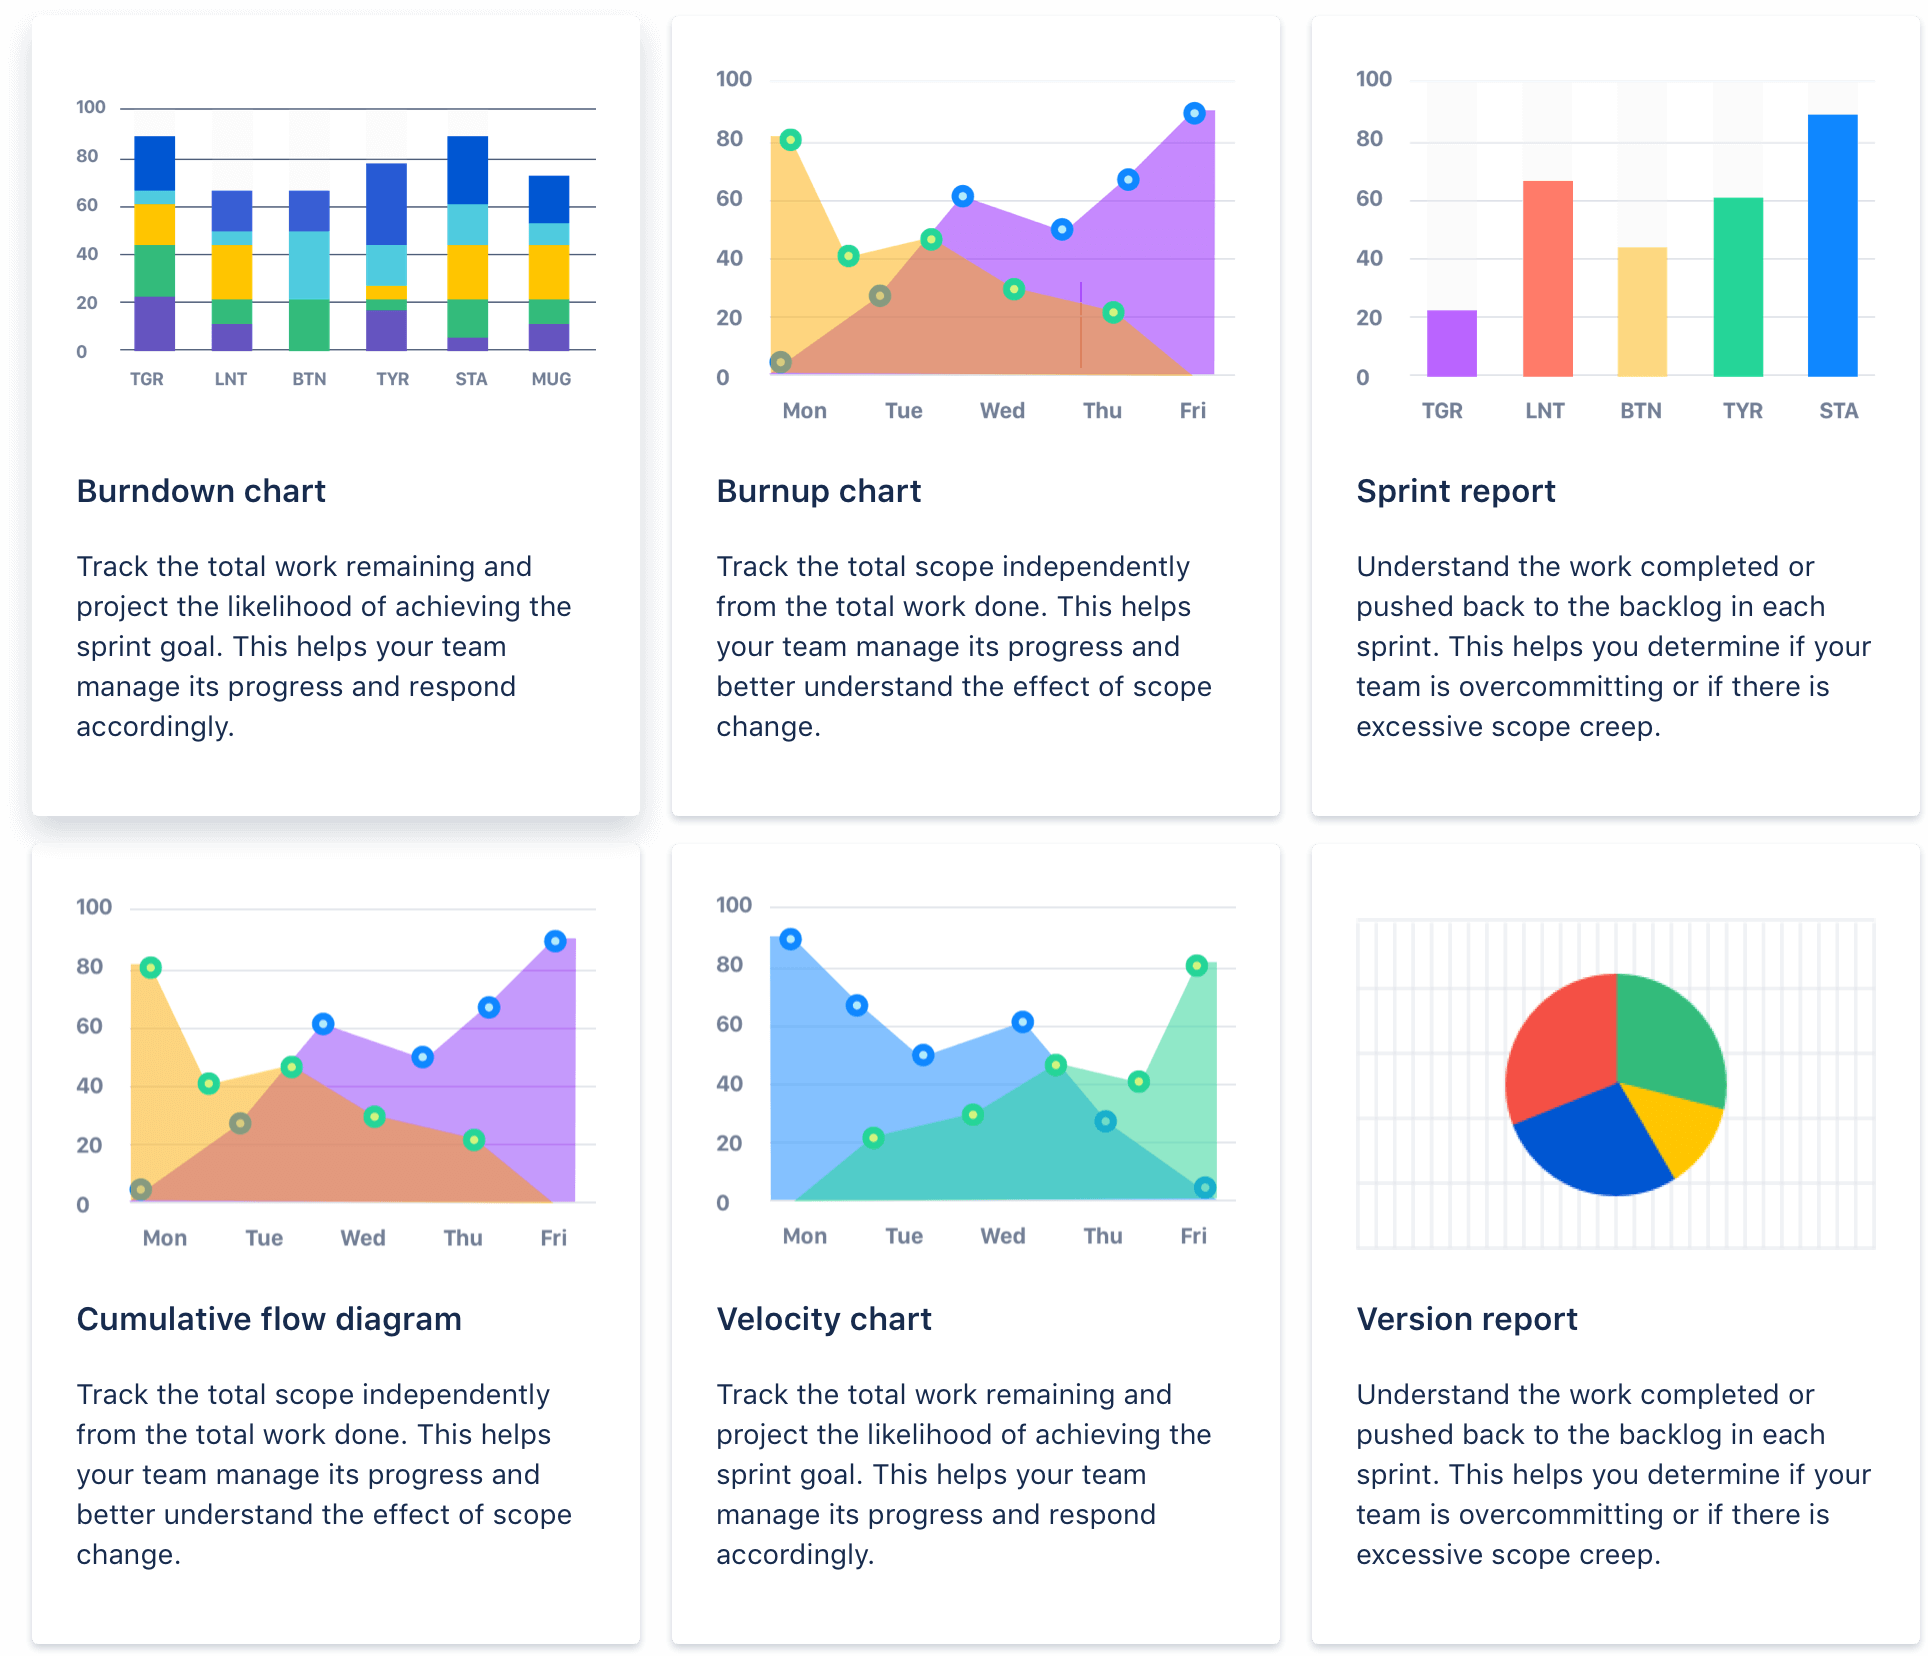 100
80
60
40
20
0
TGR LNT BTN TYR STA MUG
Burndown chart
Track the total work remaining and
project the likelihood of achieving the
sprint goal. This helps your team
manage its progress and respond
accordingly.
100
80
60
40
20
0
Mon Tue Wed Thu Fri
Burnup chart
Track the total scope independently
from the total work done. This helps
your team manage its progress and
better understand the effect of scope
change.
100
80
60
40
20
0
TGR LNT BTN TYR STA
Sprint report
Understand the work completed or
pushed back to the backlog in each
sprint. This helps you determine if your
team is overcommitting or if there is
excessive scope creep.
100
80
60
40
20
0
Mon Tue Wed Thu Fri
Cumulative flow diagram
Track the total scope independently
from the total work done. This helps
your team manage its progress and
better understand the effect of scope
change.
100
80
60
40
20
0
Mon Tue Wed Thu Fri
Velocity chart
Track the total work remaining and
project the likelihood of achieving the
sprint goal. This helps your team
manage its progress and respond
accordingly.
Version report
Understand the work completed or
pushed back to the backlog in each
sprint. This helps you determine if your
team is overcommitting or if there is
excessive scope creep.